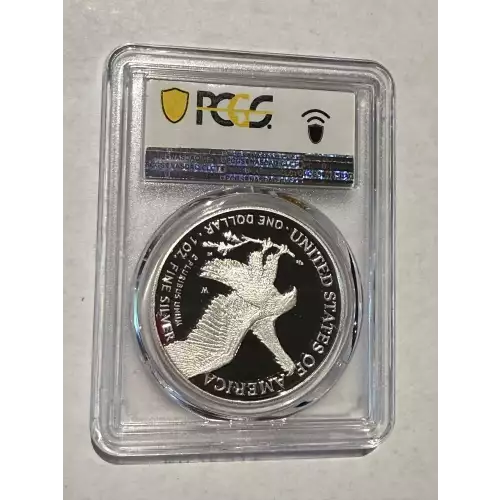 PCGS
UNITED STATES OF AMERICA
· 1 OZ. FINE SILVER · ONE DOLLAR
E PLURIBUS UNUM
W